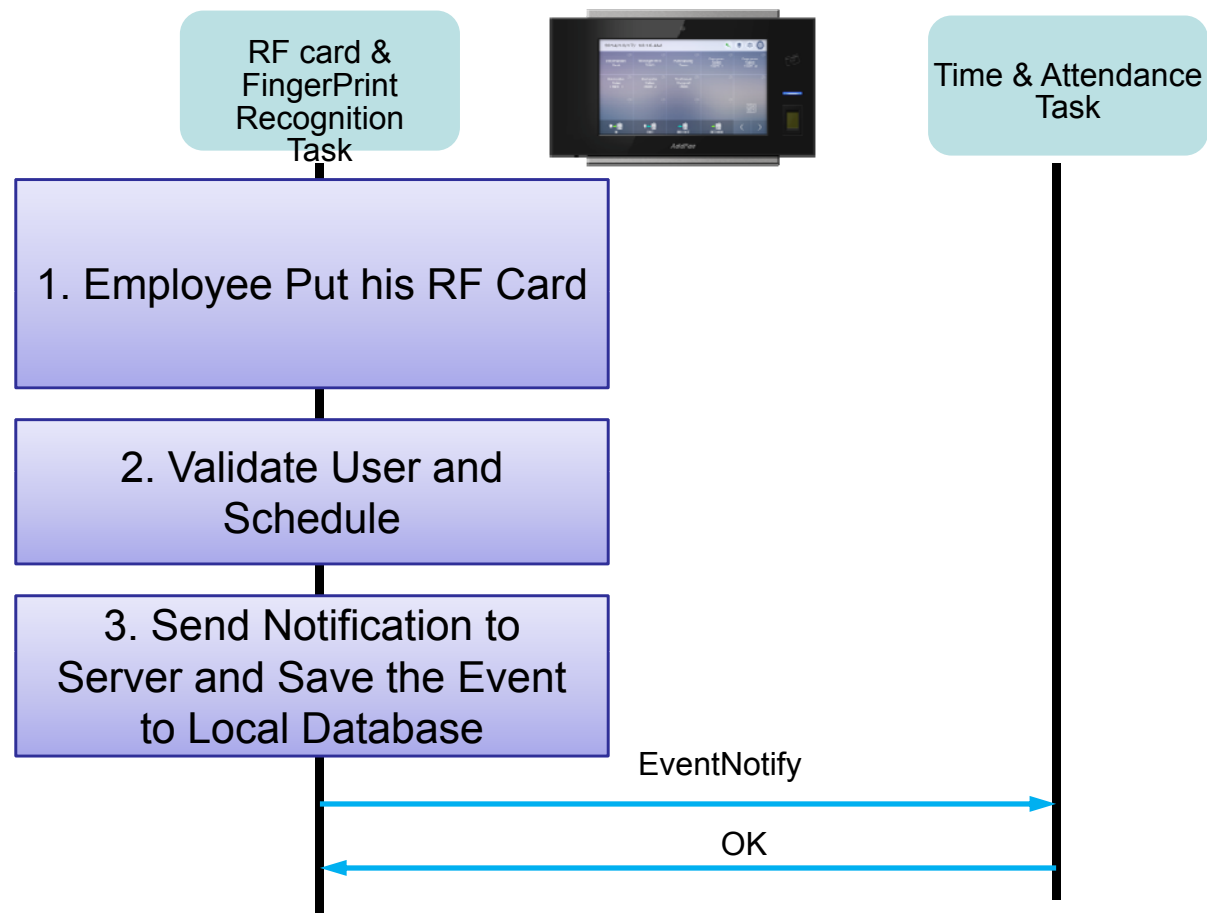 RF card &
FingerPrint
Recognition
Task
Time & Attendance
Task
1. Employee Put his RF Card
2. Validate User and
Schedule
3. Send Notification to
Server and Save the Event
to Local Database
EventNotify
OK